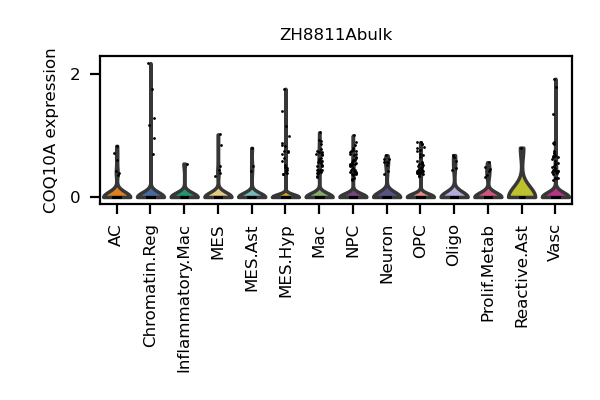 ZH8811Abulk
COQ10A expression
2
0
AC
Chromatin.Reg
Inflammatory.Mac
MES
MES.Ast
MES.Hyp
Mac
NPC
Neuron
OPC
Oligo
Prolif.Metab
Reactive.Ast
Vasc